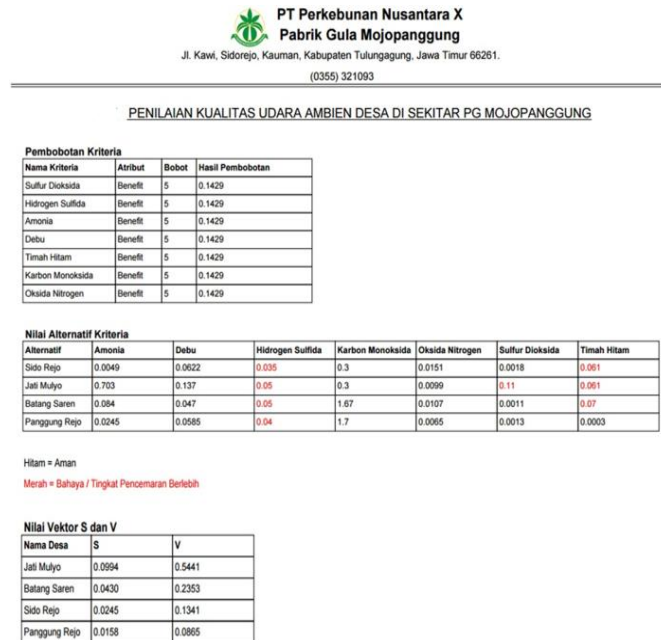 PT Perkebunan Nusantara X
Pabrik Gula Mojopanggung
Jl. Kawi, Sidorejo, Kauman, Kabupaten Tulungagung, Jawa Timur 66261.
(0355) 321093
PENILAIAN KUALITAS UDARA AMBIEN DESA DI SEKITAR PG MOJOPANGGUNG
Pembobotan Kriteria
Nama Kriteria Atribut Bobot Hasil Pembobotan
Sulfur Dioksida Benefit 5 0.1429
Hidrogen Sulfida Benefit 5 0.1429
Amonia Benefit 5 0.1429
Debu Benefit 5 0.1429
Timah Hitam Benefit 5 0.1429
Karbon Monoksida Benefit 5 0.1429
Oksida Nitrogen Benefit 5 0.1429
Nilai Alternatif Kriteria
Alternatif Amonia Debu Hidrogen Sulfida Karbon Monoksida Oksida Nitrogen Sulfur Dioksida Timah Hitam
Sido Rejo 0.0049 0.0622 0.035 0.3 0.0151 0.0018 0.061
Jati Mulyo 0.703 0.137 0.05 0.3 0.0099 0.11 0.061
Batang Saren 0.084 0.047 0.05 1.67 0.0107 0.0011 0.07
Panggung Rejo 0.0245 0.0585 0.04 1.7 0.0065 0.0013 0.0003
Hitam = Aman
Merah = Bahaya / Tingkat Pencemaran Berlebih
Nilai Vektor S dan V
Nama Desa S V
Jati Mulyo 0.0994 0.5441
Batang Saren 0.0430 0.2353
Sido Rejo 0.0245 0.1341
Panggung Rejo 0.0158 0.0865